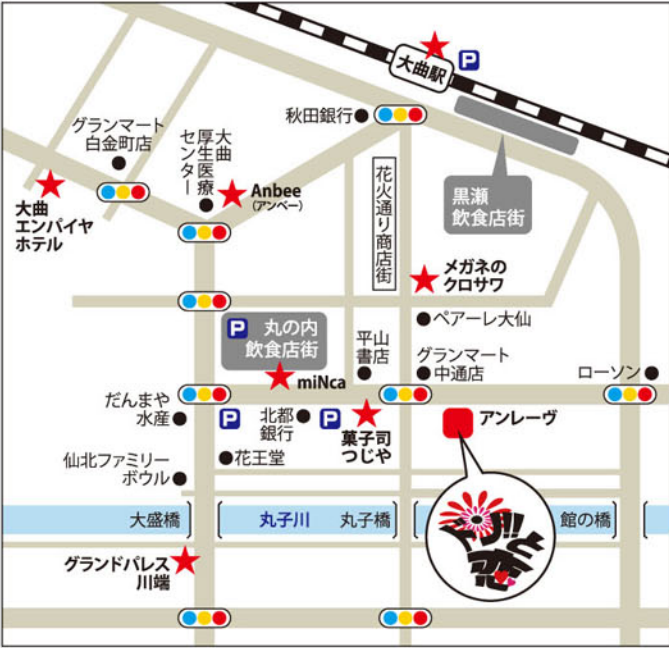 大曲駅
P
秋田銀行
グランマート
白金町店
大曲
厚生医療
センター
Anbee
(アンベー)
大曲
エンパイヤ
ホテル
花火通り商店街
黒瀬
飲食店街
メガネの
クロサワ
P
丸の内
飲食店街
ペアーレ大仙
平山
書店
グランマート
中通店
miNca
ローソン
だんまや
水産
P
北都
銀行
P
菓子司
つじや
アンレーヴ
仙北ファミリー
ボウル
花王堂
大盛橋
丸子川
丸子橋
館の橋
グランドパレス
川端